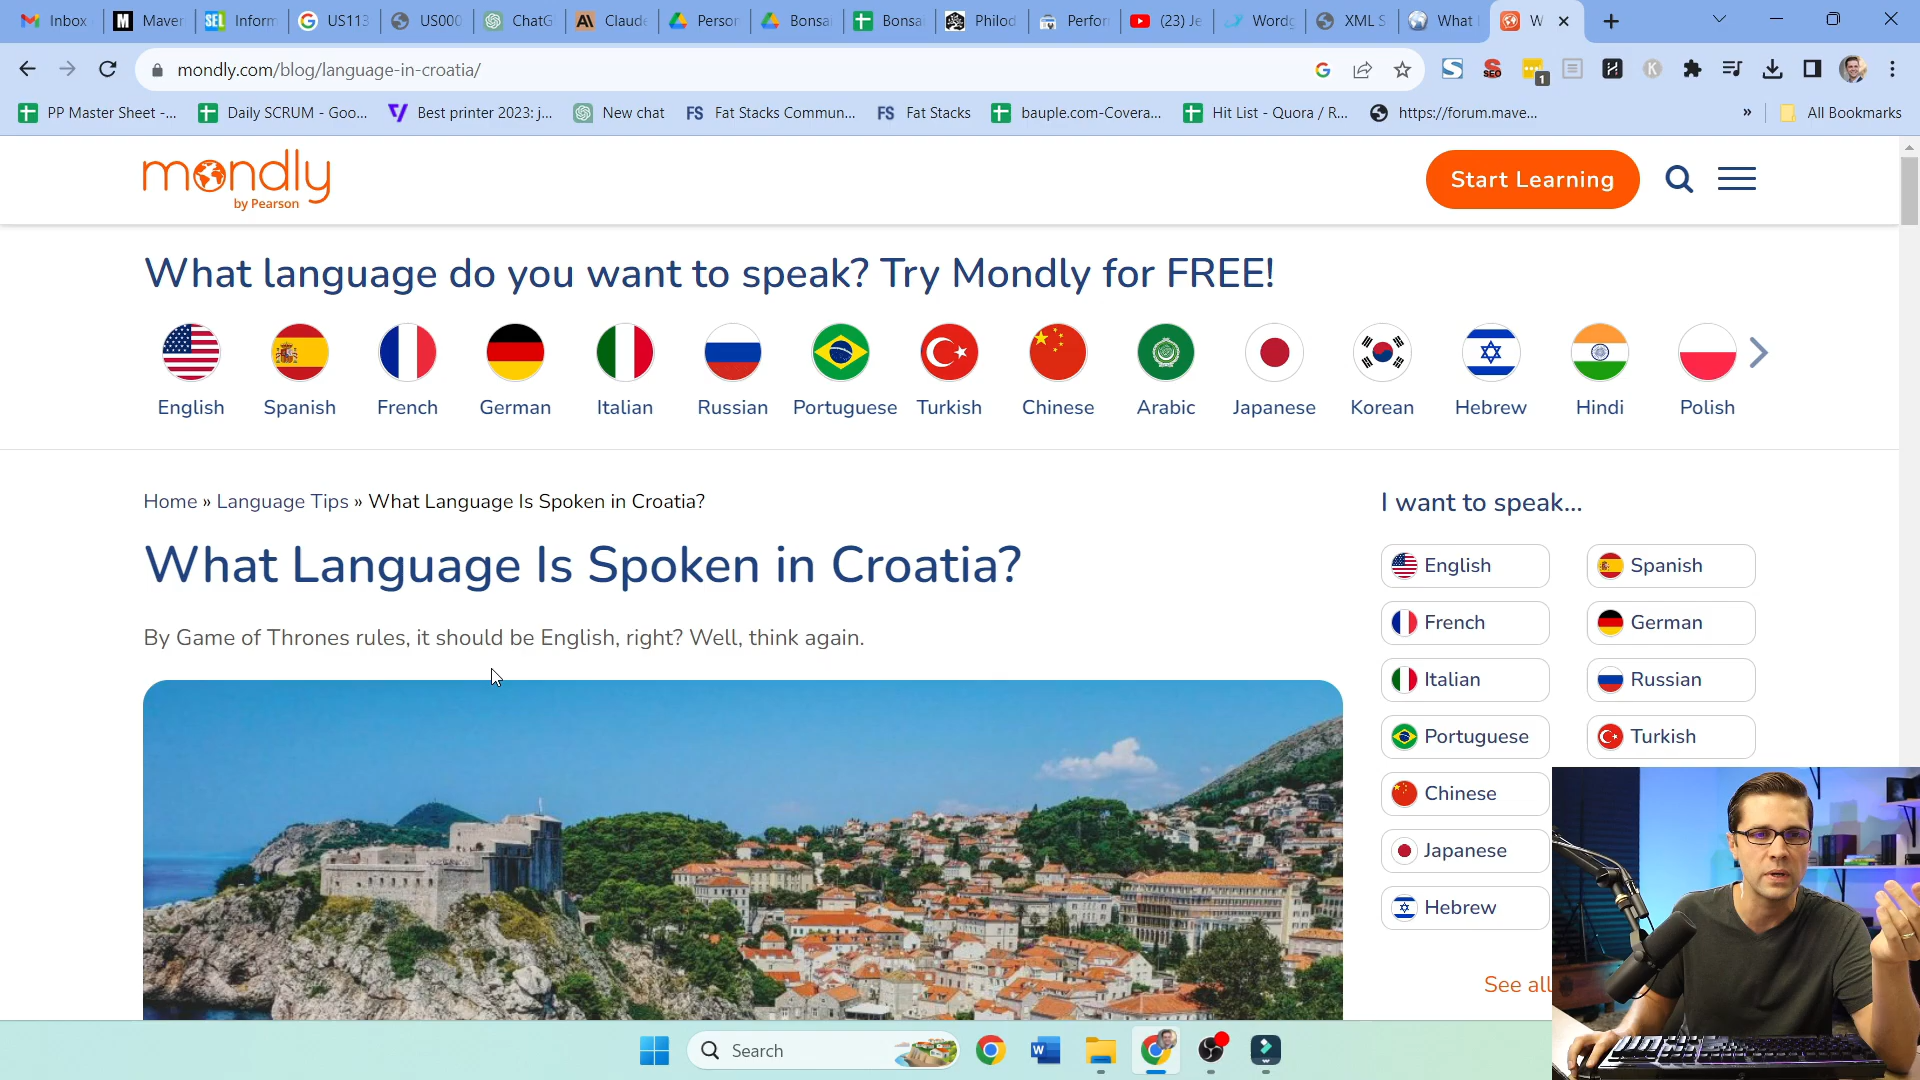 Inbox
Maver
Inform
US113
US000
ChatG
Claude
Person
Bonsai
Bonsai
Philod
Perfor
(23) Je
Wordg
XML S
What L
W
mondly.com/blog/language-in-croatia/
PP Master Sheet -...
Daily SCRUM - Goo...
Best printer 2023: j...
New chat
FS Fat Stacks Commun...
FS Fat Stacks
bauple.com-Covera...
Hit List - Quora / R...
https://forum.mave...
»
All Bookmarks
mondly
by Pearson
Start Learning
What language do you want to speak? Try Mondly for FREE!
English
Spanish
French
German
Italian
Russian
Portuguese
Turkish
Chinese
Arabic
Japanese
Korean
Hebrew
Hindi
Polish
Home » Language Tips » What Language Is Spoken in Croatia?
What Language Is Spoken in Croatia?
By Game of Thrones rules, it should be English, right? Well, think again.
I want to speak...
English
Spanish
French
German
Italian
Russian
Portuguese
Turkish
Chinese
Japanese
Hebrew
See all
Search